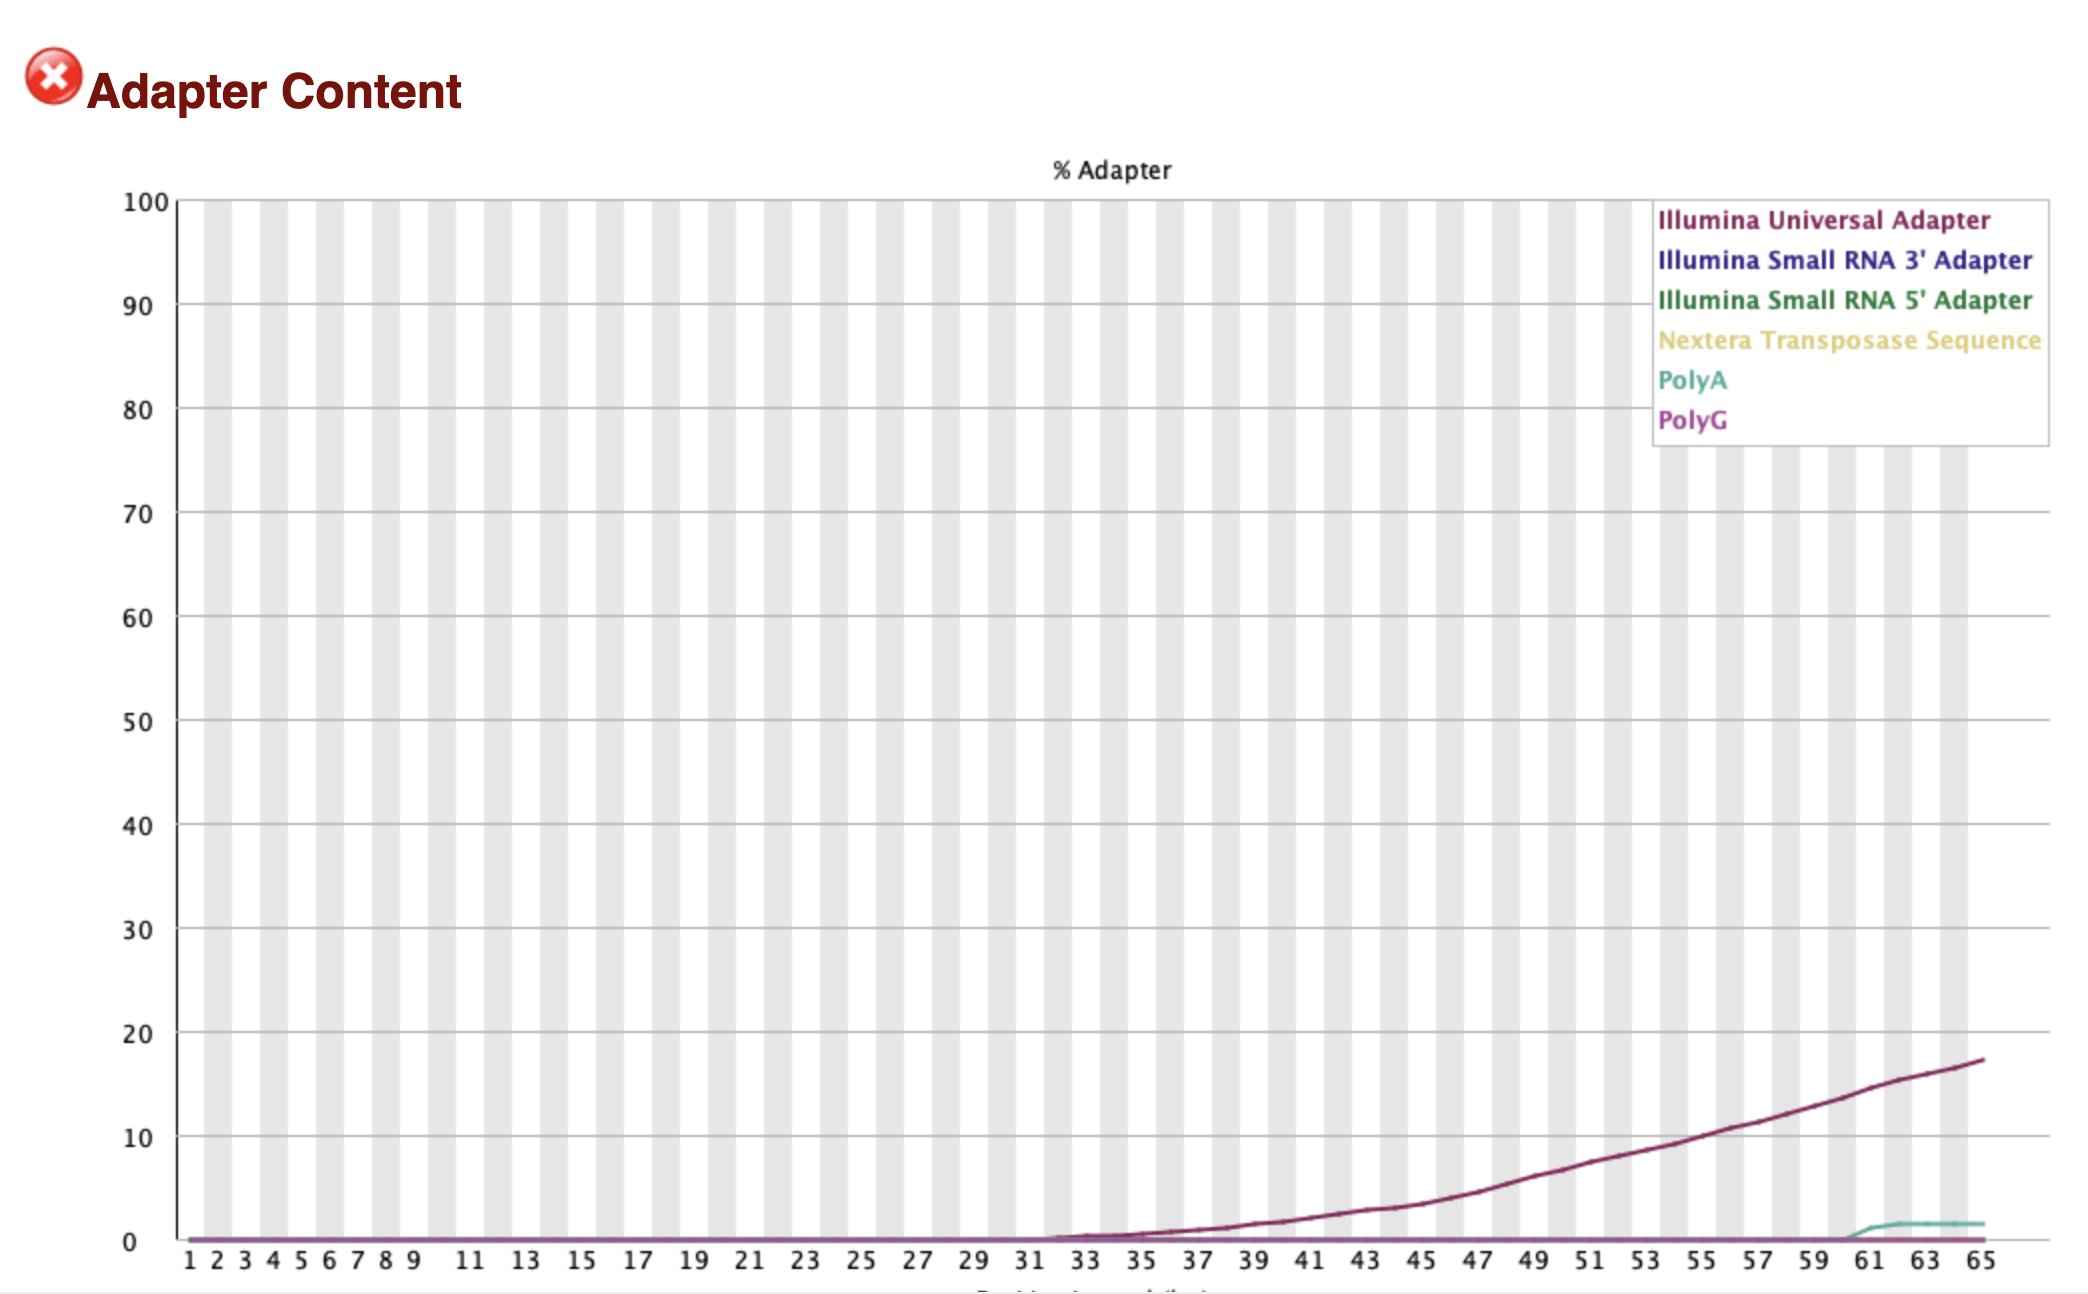 Adapter Content
% Adapter
100
90
80
70
60
50
40
30
20
10
0
Illumina Universal Adapter
Illumina Small RNA 3' Adapter
Illumina Small RNA 5' Adapter
Nextera Transposase Sequence
PolyA
PolyG
1 2 3 4 5 6 7 8 9 11 13 15 17 19 21 23 25 27 29 31 33 35 37 39 41 43 45 47 49 51 53 55 57 59 61 63 65